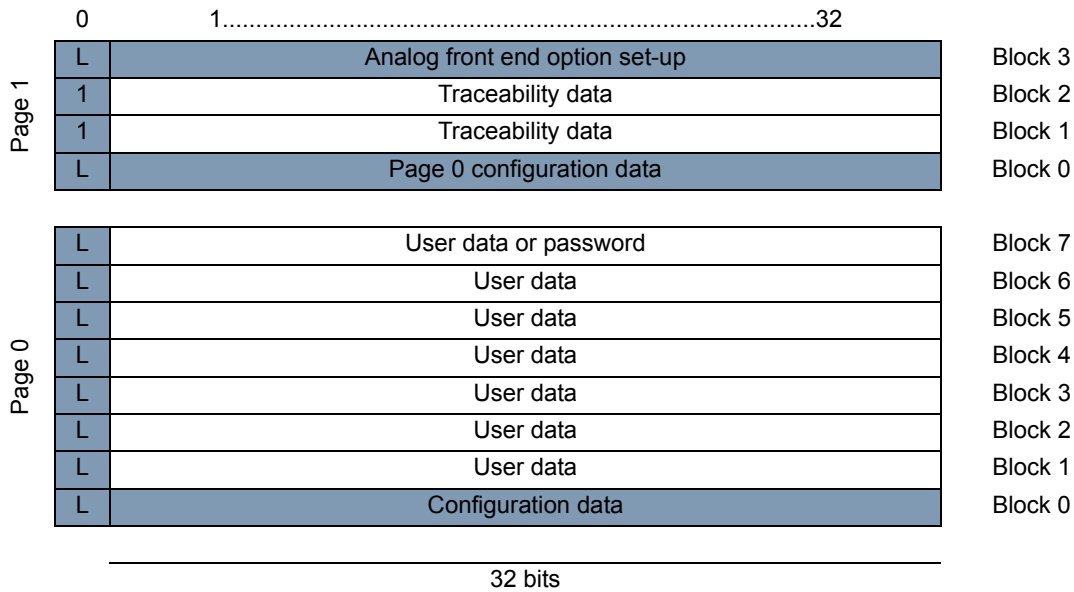 0 1...................................................................................32
Page 1
L Analog front end option set-up Block 3
1 Traceability data Block 2
1 Traceability data Block 1
L Page 0 configuration data Block 0
Page 0
L User data or password Block 7
L User data Block 6
L User data Block 5
L User data Block 4
L User data Block 3
L User data Block 2
L User data Block 1
L Configuration data Block 0
32 bits